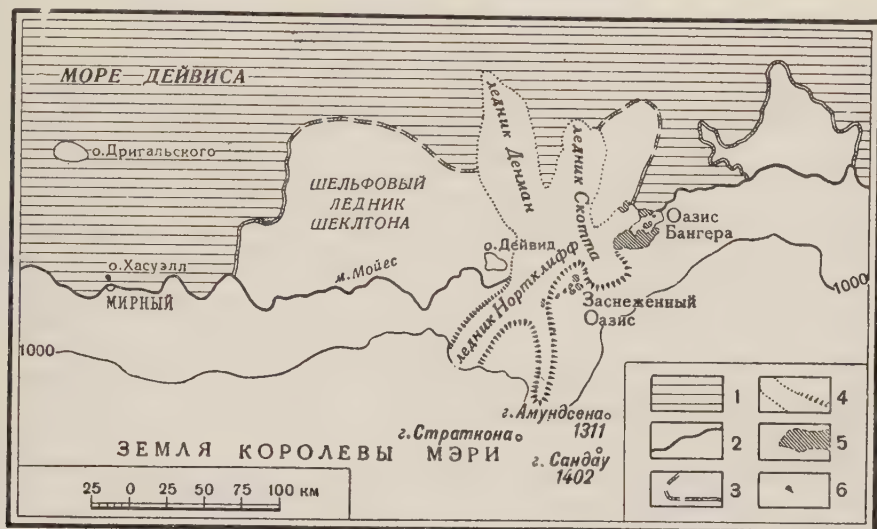 МОРЕ ДЕЙВИСА
о. Дригальского
ледник Денман
ледник Скотта
ШЕЛЬФОВЫЙ
ЛЕДНИК
ШЕКЛТОНА
Оазис
Бангера
о. Дейвид
о. Хасуэлл
МИРНЫЙ
м. Мойес
ледник Норткlифф
Заснеженный
Оазис
1000
1000
г. Амундсена
1311
г. Страткона
г. Сандау
1402
ЗЕМЛЯ КОРОЛЕВЫ МЭРИ
25 0 25 50 75 100 км
1
2
3
4
5
6